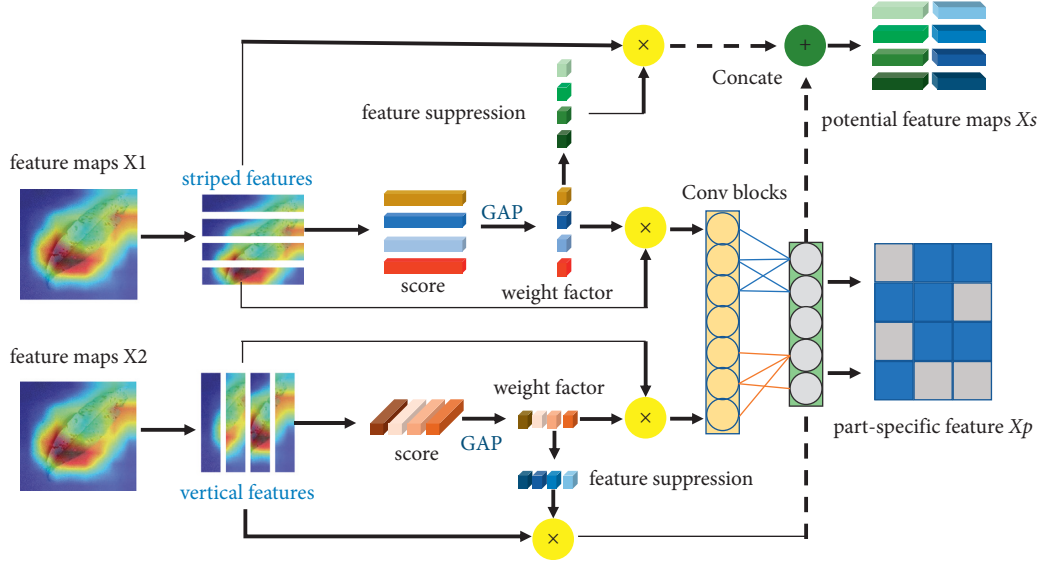 ×
+
Concate
potential feature maps Xs
feature suppression
feature maps X1
striped features
GAP
×
Conv blocks
score
weight factor
feature maps X2
weight factor
×
score
GAP
part-specific feature Xp
feature suppression
vertical features
×